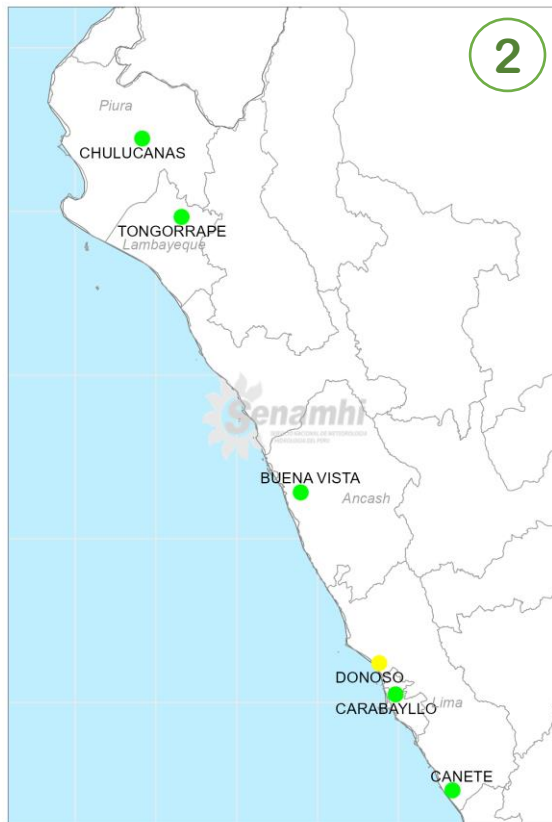 2
Piura
CHULUCANAS
TONGORRAPE
Lambayeque
Senamhi
BUENA VISTA
Ancash
DONOSO
CARABAYLLO
Lima
CANETE